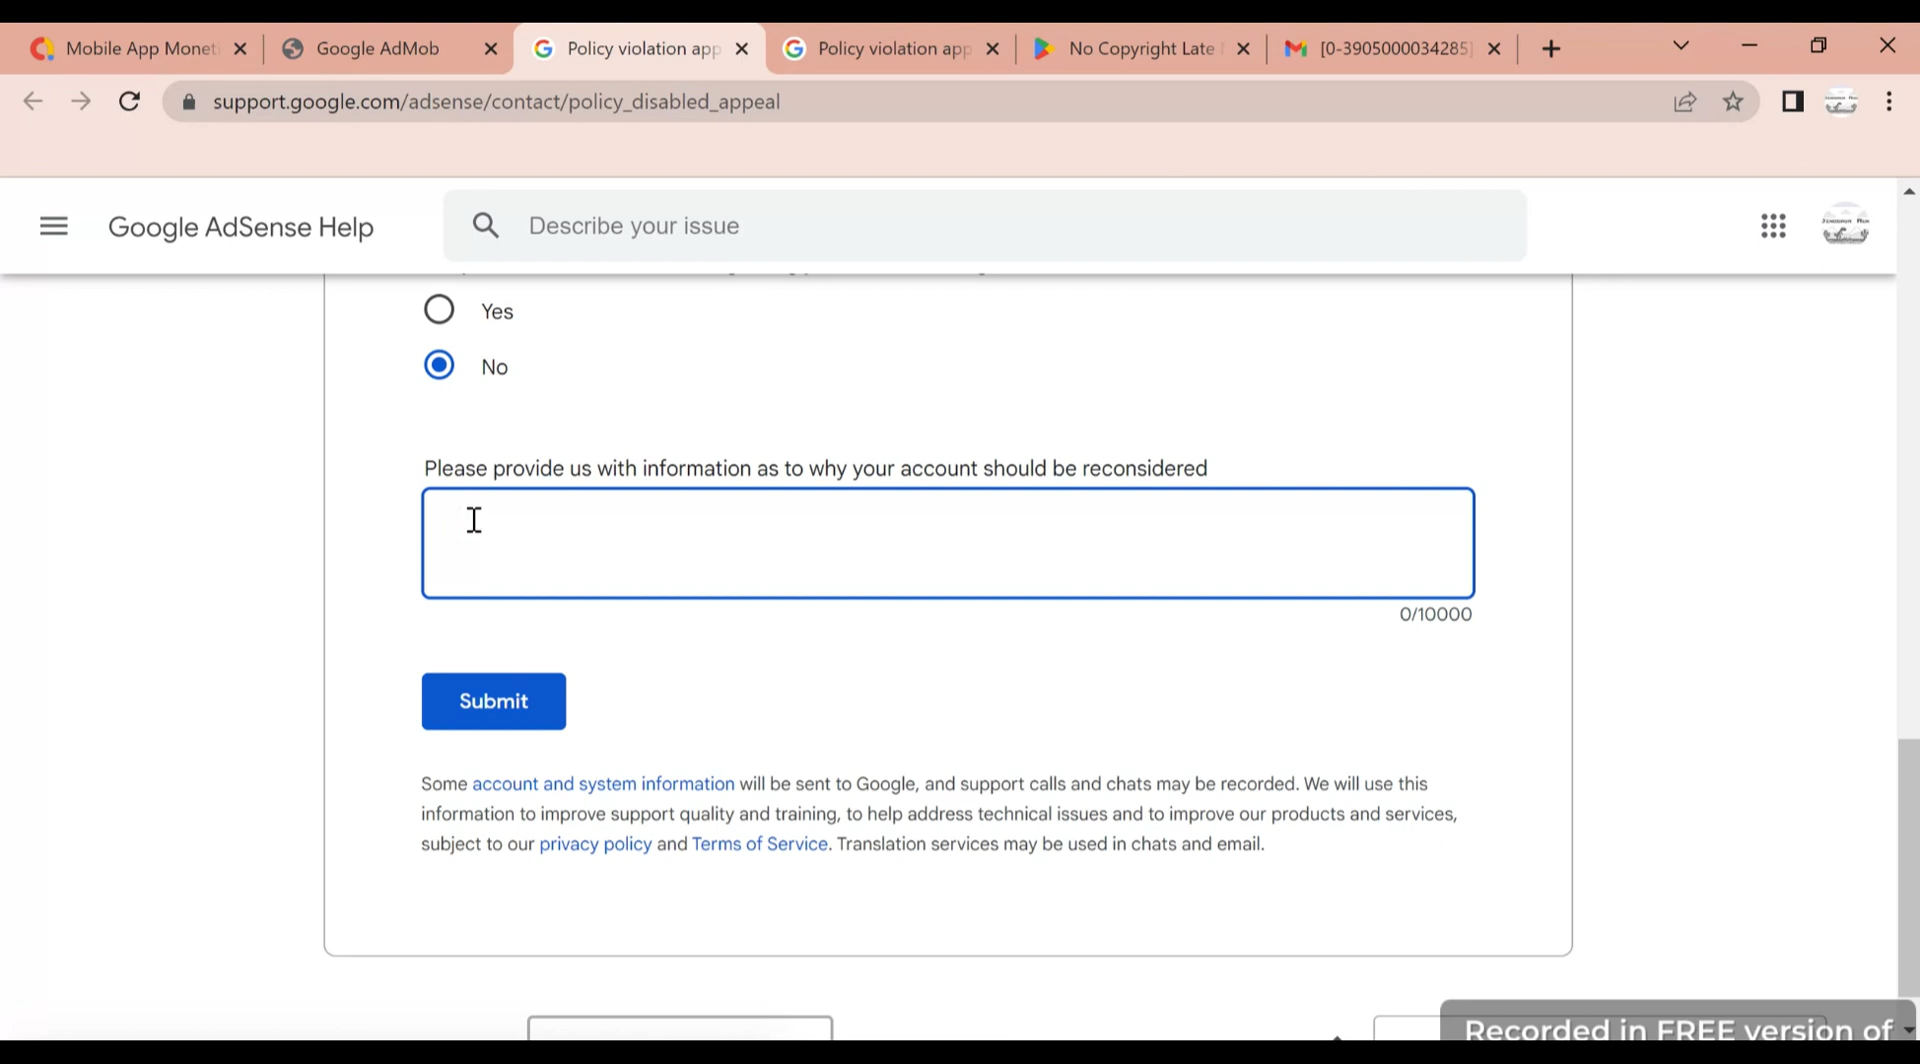 Mobile App Monet
Google AdMob
Policy violation app
Policy violation app
No Copyright Late
[0-3905000034285]
support.google.com/adsense/contact/policy_disabled_appeal
Google AdSense Help
Describe your issue
Yes
No
Please provide us with information as to why your account should be reconsidered
0/10000
Submit
Some account and system information will be sent to Google, and support calls and chats may be recorded. We will use this
information to improve support quality and training, to help address technical issues and to improve our products and services,
subject to our privacy policy and Terms of Service. Translation services may be used in chats and email.
Recorded in FREE version of